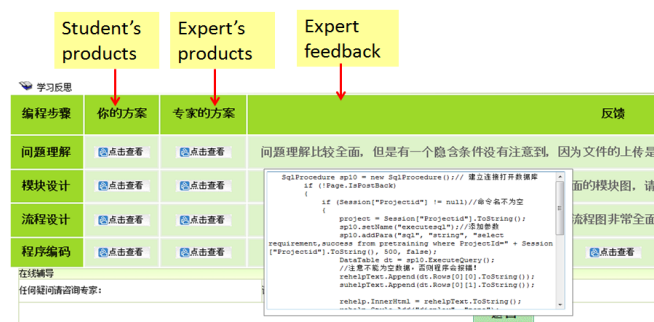 Student's products
Expert's products
Expert feedback
学习反思
编程步骤 你的方案 专家的方案 反馈
问题理解 点击查看 点击查看 问题理解比较全面，但是有一个隐含条件没有注意到，因为文件的上传是
模块设计 点击查看 点击查看 面的模块图，请
流程设计 点击查看 点击查看 流程图非常全面
程序编码 点击查看 点击查看 点击查看
SqlProcedure sp10 = new SqlProcedure();// 建立连接打开数据库
if (!Page.IsPostBack)
{
if (Session["Projectid"] != null)//命令名不为空
{
project = Session["Projectid"].ToString();
sp10.setName("executesql");//添加参数
sp10.addPara("sql", "string", "select
requirement,success from pretraining where ProjectId=" + Session
["Projectid"].ToString(), 500, false);
DataTable dt = sp10.ExecuteQuery();
//注意不能为空数据，否则程序会报错!
rehelpText.Append(dt.Rows[0][0].ToString());
suhelpText.Append(dt.Rows[0][1].ToString());
rehelp.InnerHtml = rehelpText.ToString();
在线辅导
任何疑问请咨询专家：